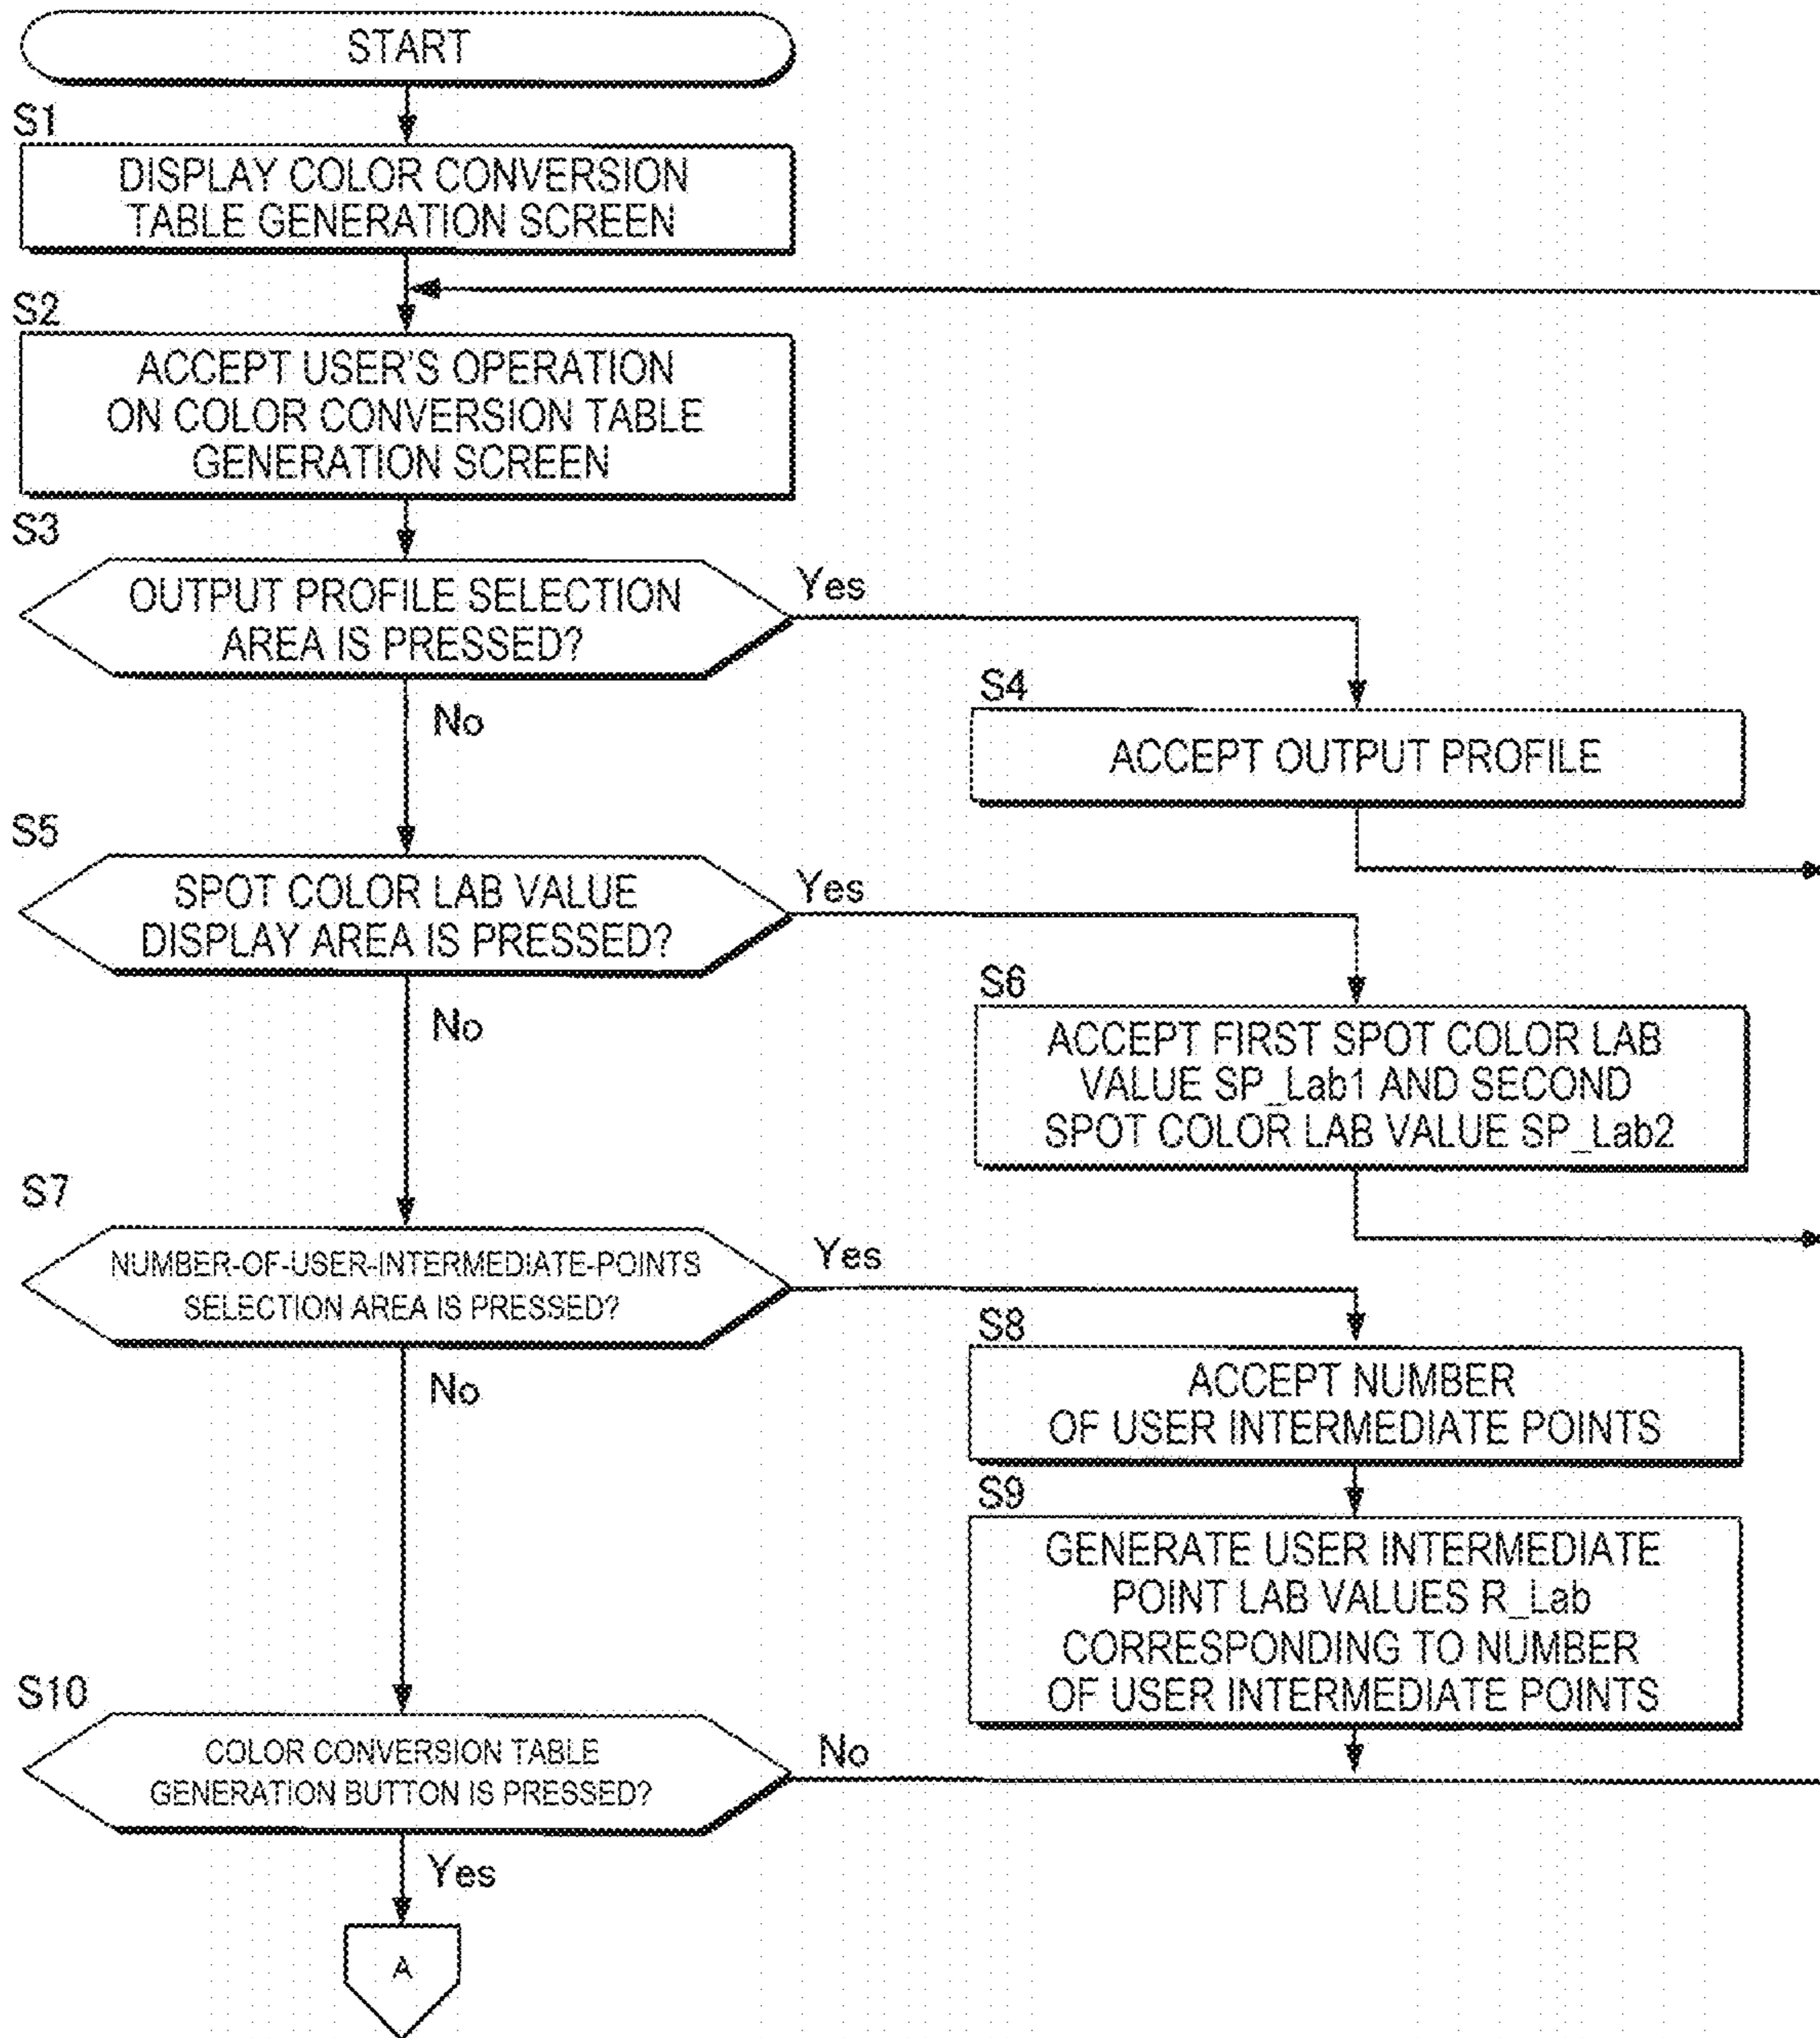 START
S1
DISPLAY COLOR CONVERSION
TABLE GENERATION SCREEN
S2
ACCEPT USER'S OPERATION
ON COLOR CONVERSION TABLE
GENERATION SCREEN
S3
OUTPUT PROFILE SELECTION
AREA IS PRESSED?
Yes
No
S4
ACCEPT OUTPUT PROFILE
S5
SPOT COLOR LAB VALUE
DISPLAY AREA IS PRESSED?
Yes
No
S6
ACCEPT FIRST SPOT COLOR LAB
VALUE SP_Lab1 AND SECOND
SPOT COLOR LAB VALUE SP_Lab2
S7
NUMBER-OF-USER-INTERMEDIATE-POINTS
SELECTION AREA IS PRESSED?
Yes
No
S8
ACCEPT NUMBER
OF USER INTERMEDIATE POINTS
S9
GENERATE USER INTERMEDIATE
POINT LAB VALUES R_Lab
CORRESPONDING TO NUMBER
OF USER INTERMEDIATE POINTS
S10
COLOR CONVERSION TABLE
GENERATION BUTTON IS PRESSED?
No
Yes
A